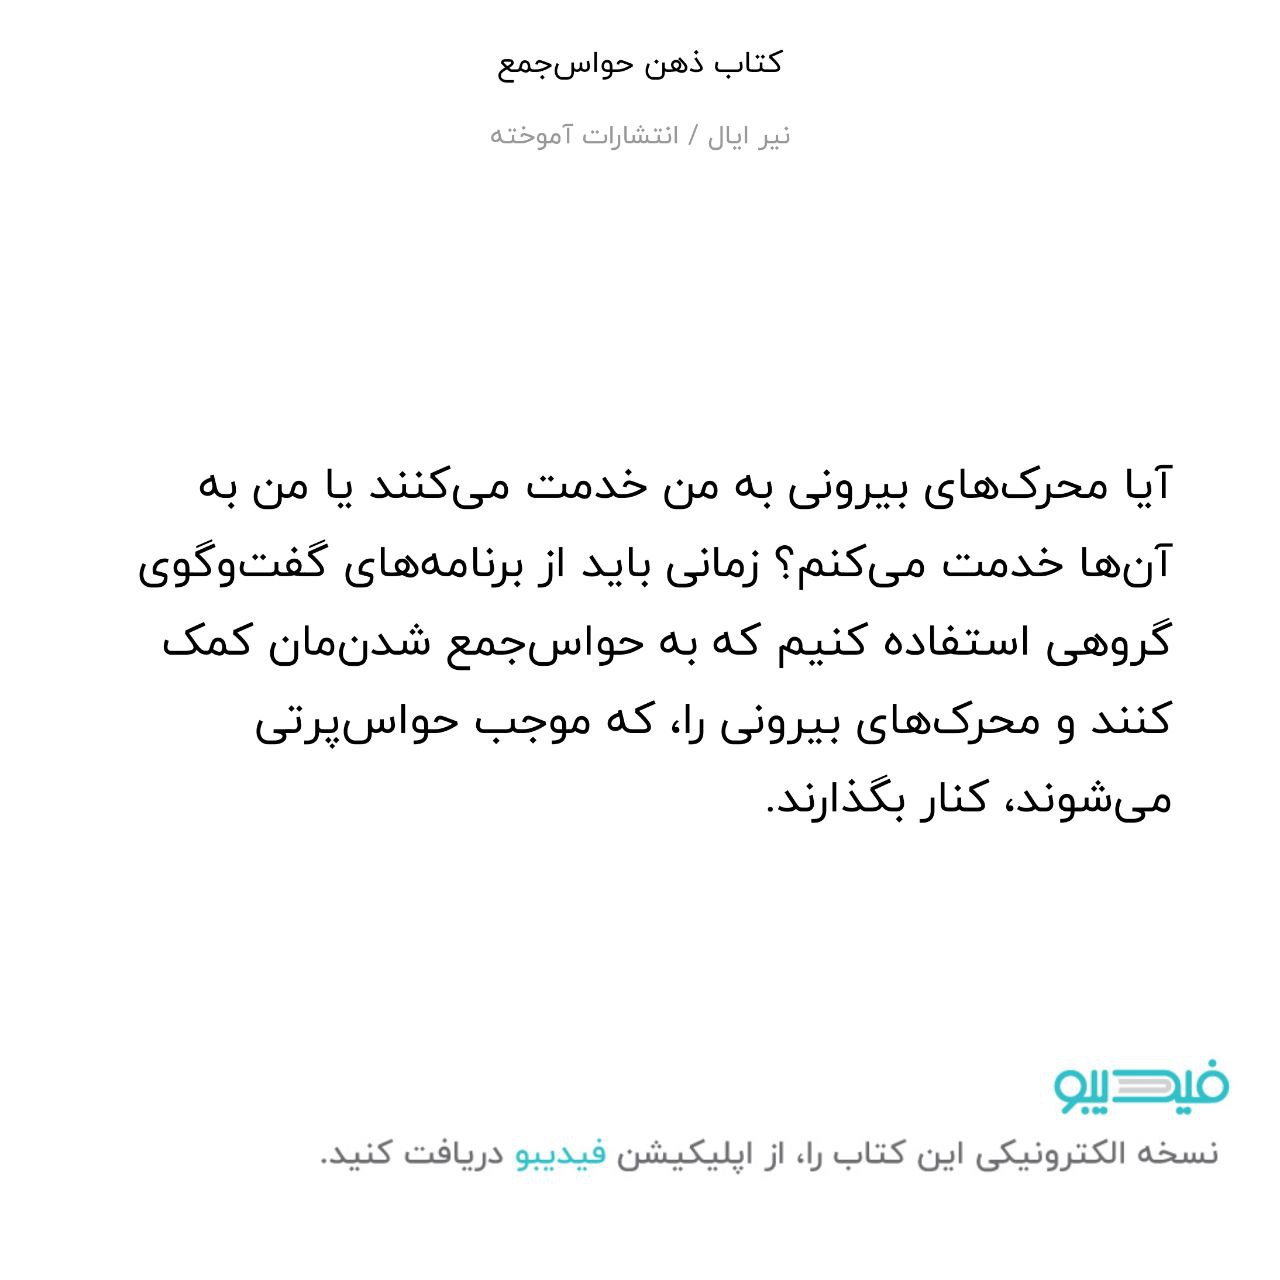 کتاب ذهن حواس‌جمع
نیر ایال / انتشارات آموخته
آیا محرک‌های بیرونی به من خدمت می‌کنند یا من به
آن‌ها خدمت می‌کنم؟ زمانی باید از برنامه‌های گفت‌وگوی
گروهی استفاده کنیم که به حواس‌جمع شدن‌مان کمک
کنند و محرک‌های بیرونی را، که موجب حواس‌پرتی
می‌شوند، کنار بگذارند.
فیدیبو
نسخه الکترونیکی این کتاب را، از اپلیکیشن فیدیبو دریافت کنید.